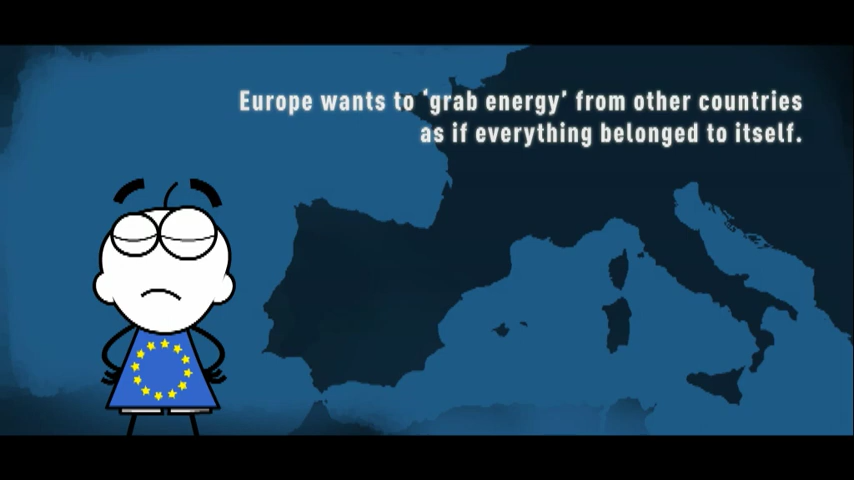 Europe wants to ‘grab energy’ from other countries
as if everything belonged to itself.